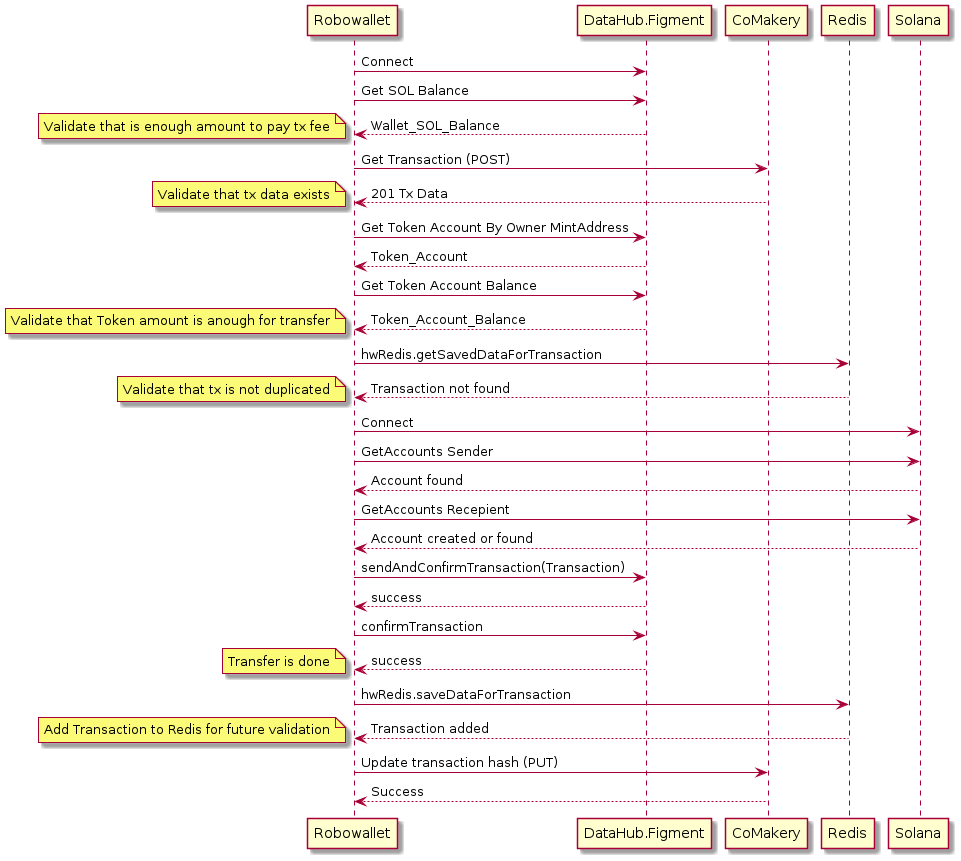 Robowallet DataHub.Figment CoMakery Redis Solana
Connect
Get SOL Balance
Validate that is enough amount to pay tx fee
Wallet_SOL_Balance
Get Transaction (POST)
Validate that tx data exists
201 Tx Data
Get Token Account By Owner MintAddress
Token_Account
Get Token Account Balance
Validate that Token amount is anough for transfer
Token_Account_Balance
hwRedis.getSavedDataForTransaction
Validate that tx is not duplicated
Transaction not found
Connect
GetAccounts Sender
Account found
GetAccounts Recepient
Account created or found
sendAndConfirmTransaction(Transaction)
success
confirmTransaction
Transfer is done
success
hwRedis.saveDataForTransaction
Add Transaction to Redis for future validation
Transaction added
Update transaction hash (PUT)
Success
Robowallet DataHub.Figment CoMakery Redis Solana